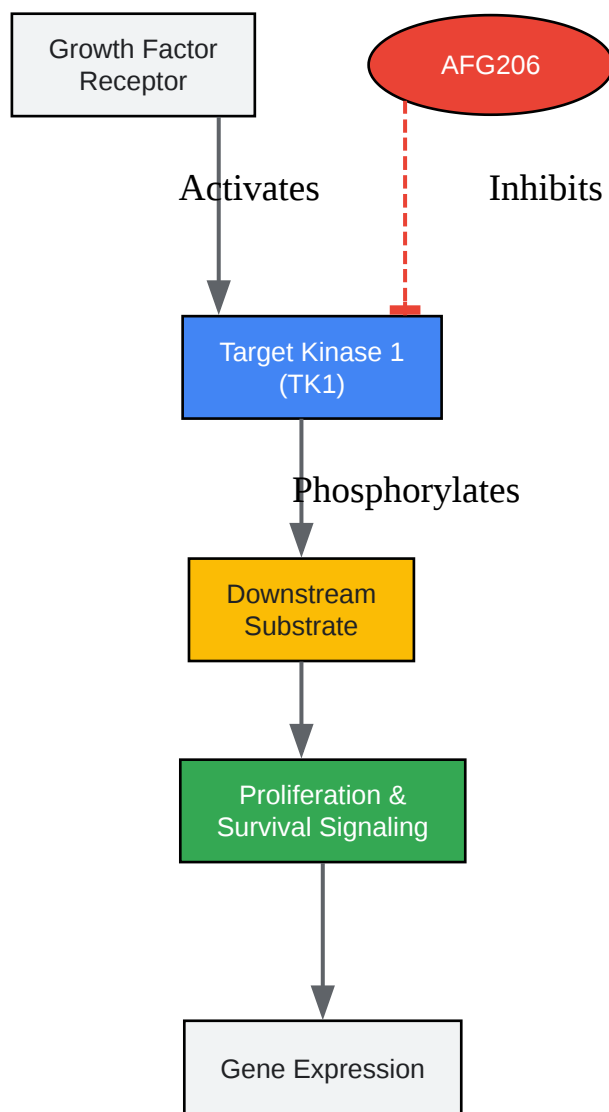 Growth Factor
Receptor
AFG206
Activates
Inhibits
Target Kinase 1
(TK1)
Phosphorylates
Downstream
Substrate
Proliferation &
Survival Signaling
Gene Expression